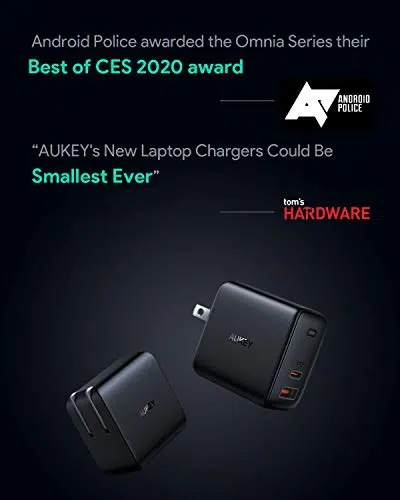 Android Police awarded the Omnia Series their
Best of CES 2020 award
ANDROID
POLICE
“AUKEY's New Laptop Chargers Could Be
Smallest Ever”
tom's
HARDWARE
AUKEY
AUKEY